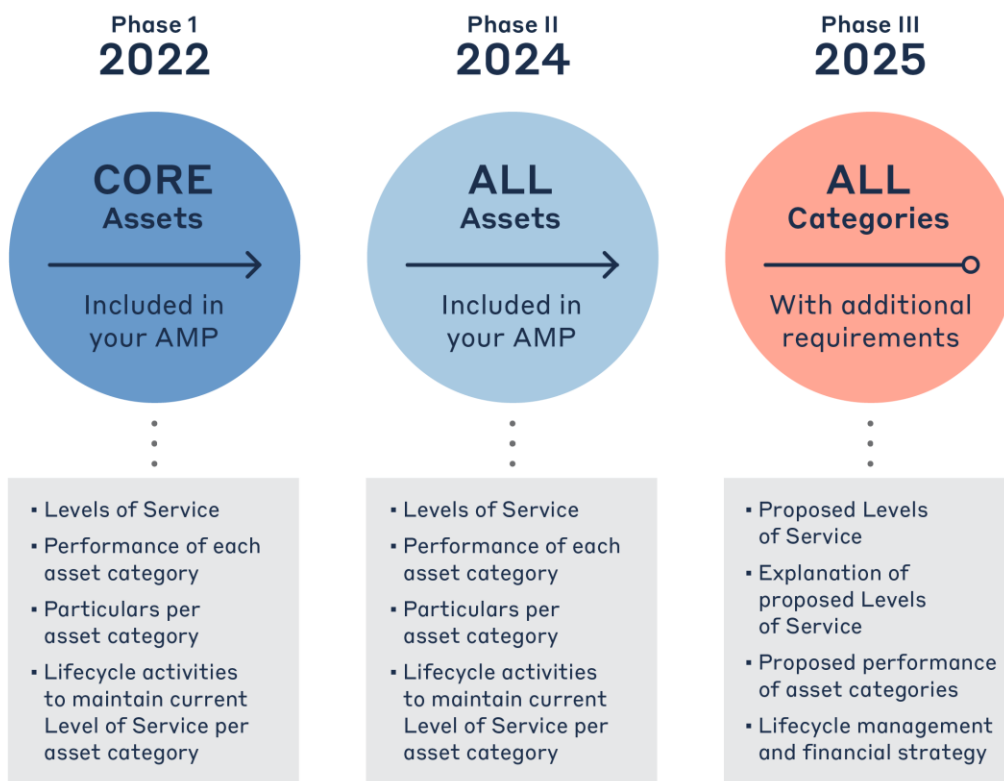 Phase 1
2022
CORE
Assets
Included in
your AMP
▪ Levels of Service
▪ Performance of each
asset category
▪ Particulars per
asset category
▪ Lifecycle activities
to maintain current
Level of Service per
asset category
Phase II
2024
ALL
Assets
Included in
your AMP
▪ Levels of Service
▪ Performance of each
asset category
▪ Particulars per
asset category
▪ Lifecycle activities
to maintain current
Level of Service per
asset category
Phase III
2025
ALL
Categories
With additional
requirements
▪ Proposed Levels
of Service
▪ Explanation of
proposed Levels
of Service
▪ Proposed performance
of asset categories
▪ Lifecycle management
and financial strategy